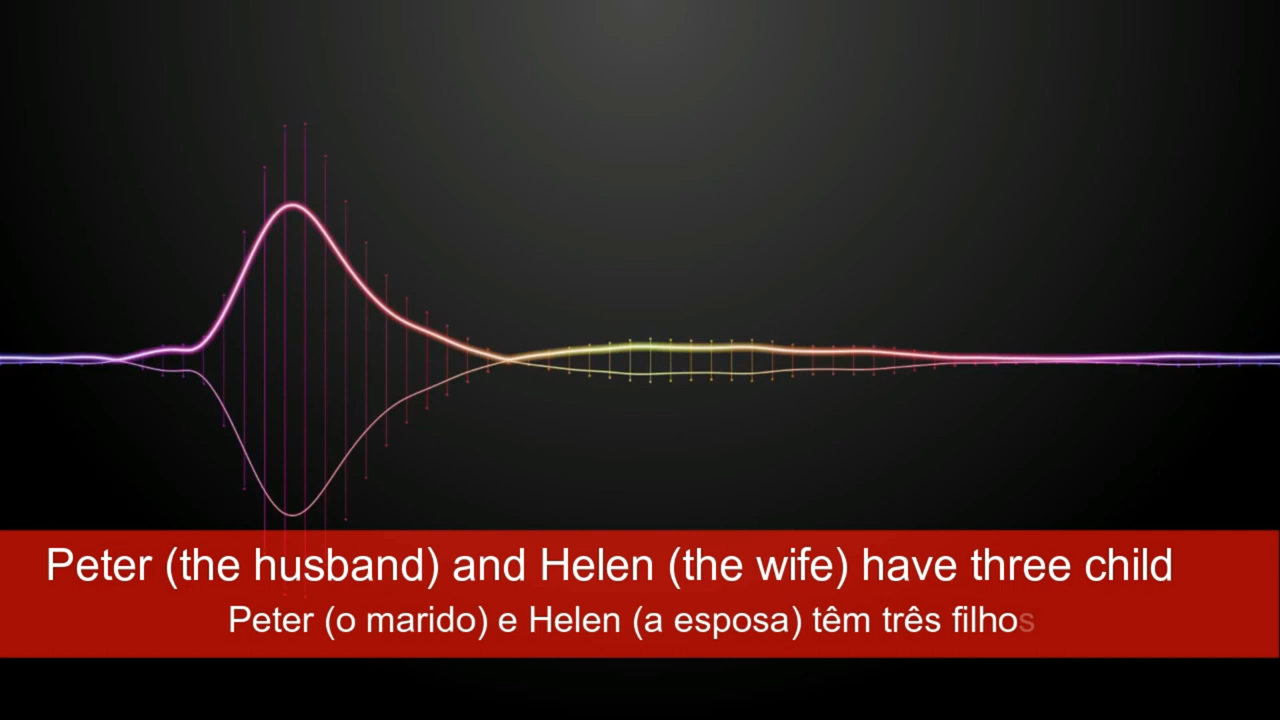 Peter (the husband) and Helen (the wife) have three child
Peter (o marido) e Helen (a esposa) têm três filhos